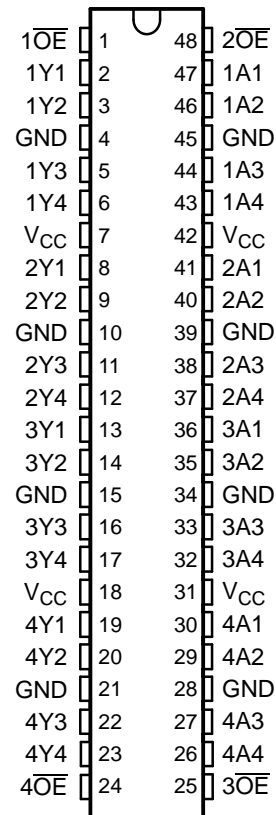 1O̅E̅ 1 48 2O̅E̅
1Y1 2 47 1A1
1Y2 3 46 1A2
GND 4 45 GND
1Y3 5 44 1A3
1Y4 6 43 1A4
VCC 7 42 VCC
2Y1 8 41 2A1
2Y2 9 40 2A2
GND 10 39 GND
2Y3 11 38 2A3
2Y4 12 37 2A4
3Y1 13 36 3A1
3Y2 14 35 3A2
GND 15 34 GND
3Y3 16 33 3A3
3Y4 17 32 3A4
VCC 18 31 VCC
4Y1 19 30 4A1
4Y2 20 29 4A2
GND 21 28 GND
4Y3 22 27 4A3
4Y4 23 26 4A4
4O̅E̅ 24 25 3O̅E̅